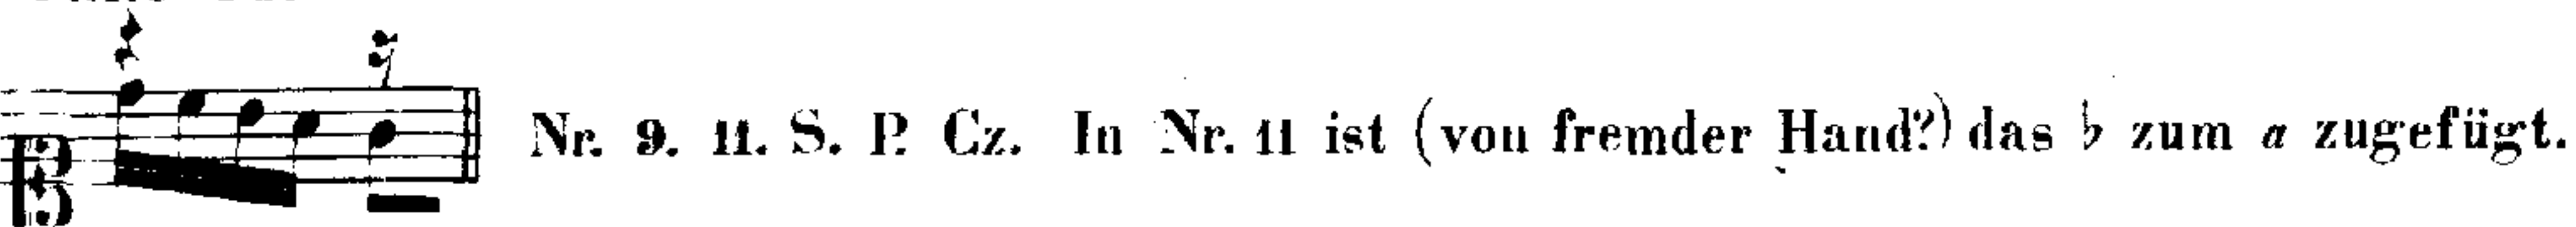 Nr. 9. 11. S. P. Cz. In Nr. 11 ist (von fremder Hand?) das ♭ zum a zugefügt.